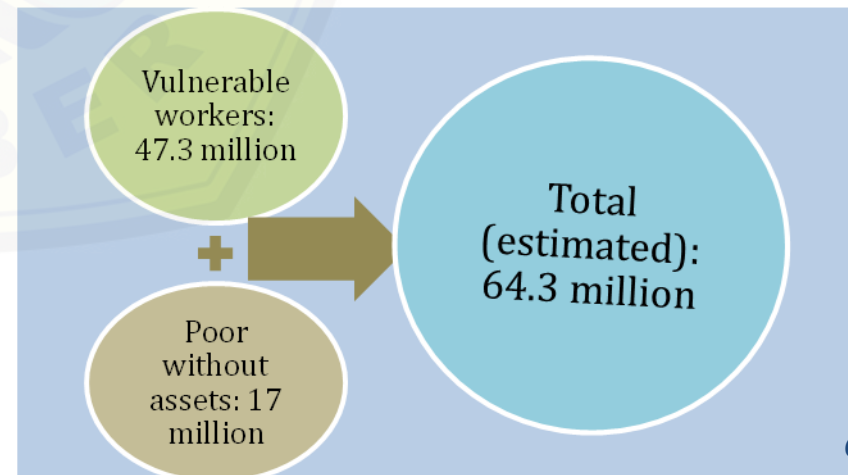 Vulnerable
workers:
47.3 million
+
Poor
without
assets: 17
million
Total
(estimated):
64.3 million